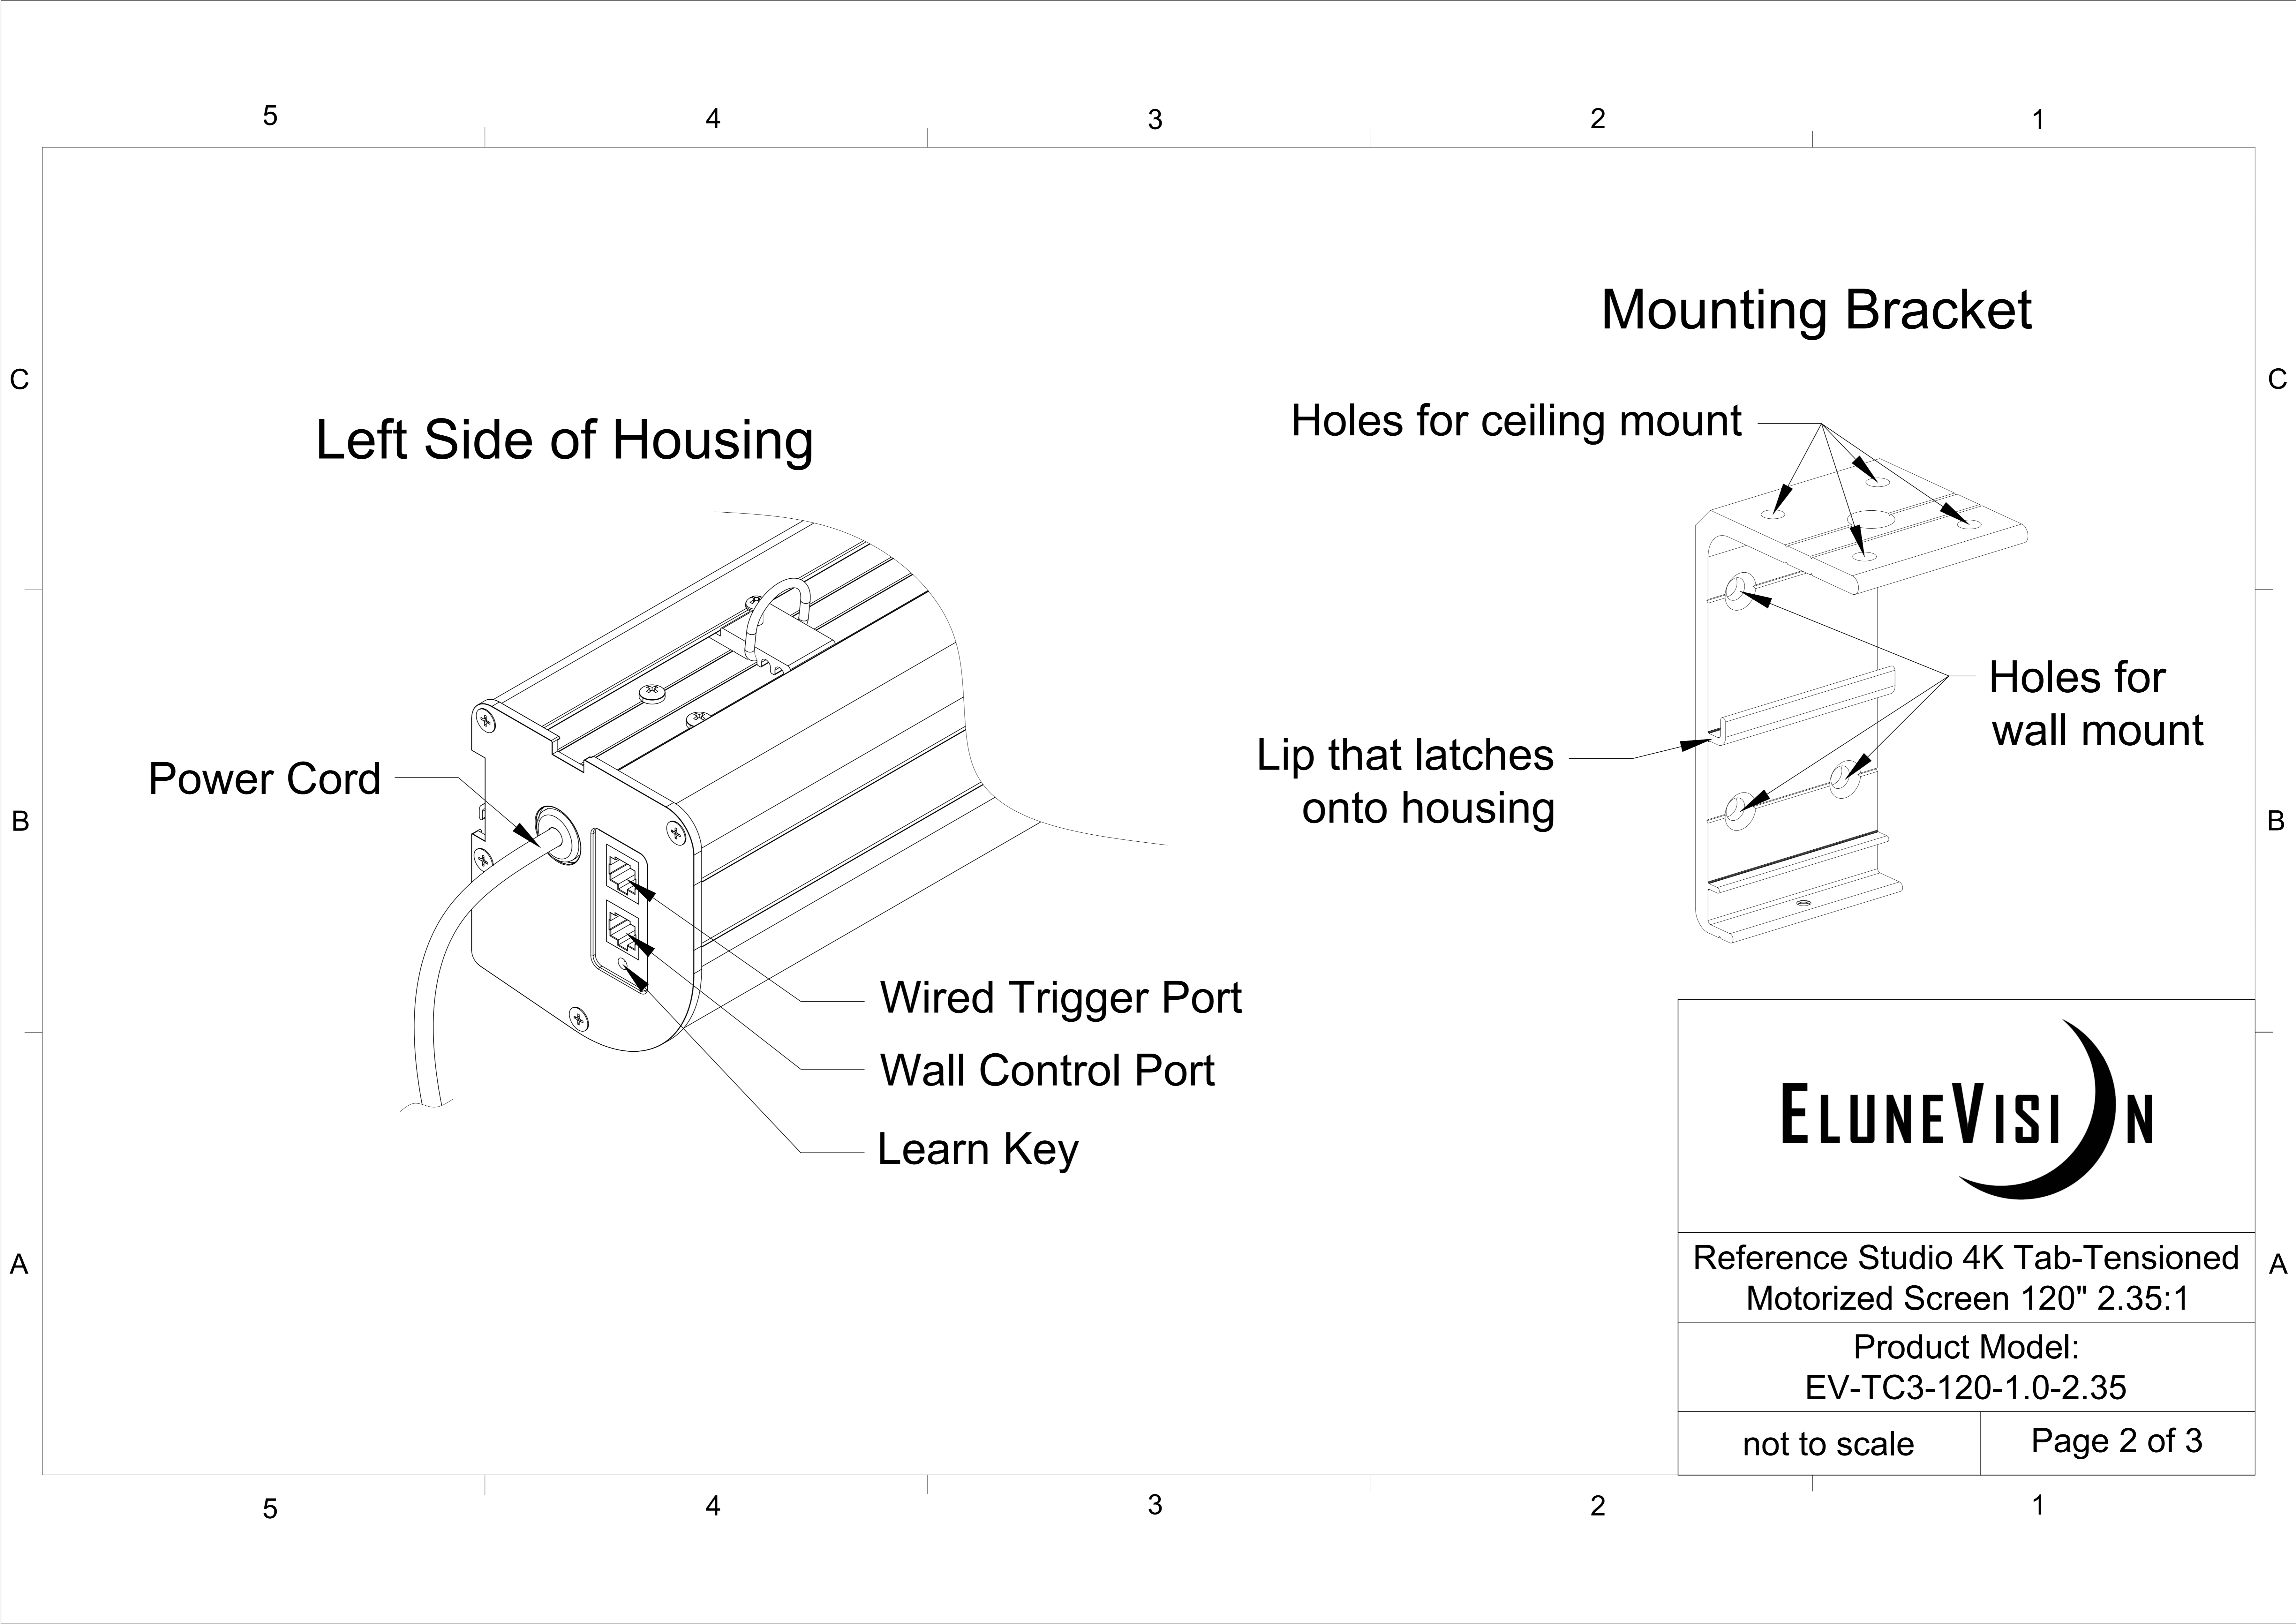 5 4 3 2 1
Mounting Bracket
C C
Holes for ceiling mount
Left Side of Housing
Holes for
wall mount
Lip that latches
onto housing
Power Cord
B B
Wired Trigger Port
Wall Control Port
Learn Key
ELUNEVISION
A A
Reference Studio 4K Tab-Tensioned
Motorized Screen 120" 2.35:1
Product Model:
EV-TC3-120-1.0-2.35
not to scale
Page 2 of 3
5 4 3 2 1